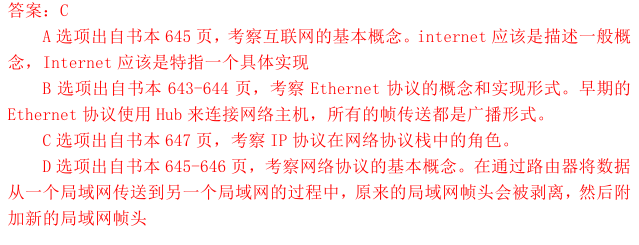 答案：C
A 选项出自书本 645 页，考察互联网的基本概念。internet 应该是描述一般概
念，Internet 应该是特指一个具体实现
B 选项出自书本 643-644 页，考察 Ethernet 协议的概念和实现形式。早期的
Ethernet 协议使用 Hub 来连接网络主机，所有的帧传送都是广播形式。
C 选项出自书本 647 页，考察 IP 协议在网络协议栈中的角色。
D 选项出自书本 645-646 页，考察网络协议的基本概念。在通过路由器将数据
从一个局域网传送到另一个局域网的过程中，原来的局域网帧头会被剥离，然后附
加新的局域网帧头